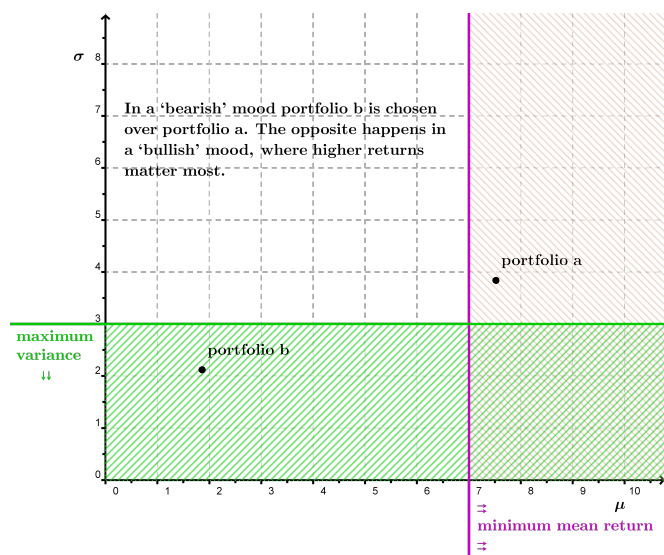 σ
8
In a ‘bearish’ mood portfolio b is chosen
7
over portfolio a. The opposite happens in
a ‘bullish’ mood, where higher returns
6
matter most.
5
portfolio a
4
3
maximum
variance
portfolio b
↓↓
2
1
0
0 1 2 3 4 5 6 7 8 9 10
μ
⇉
minimum mean return
⇉